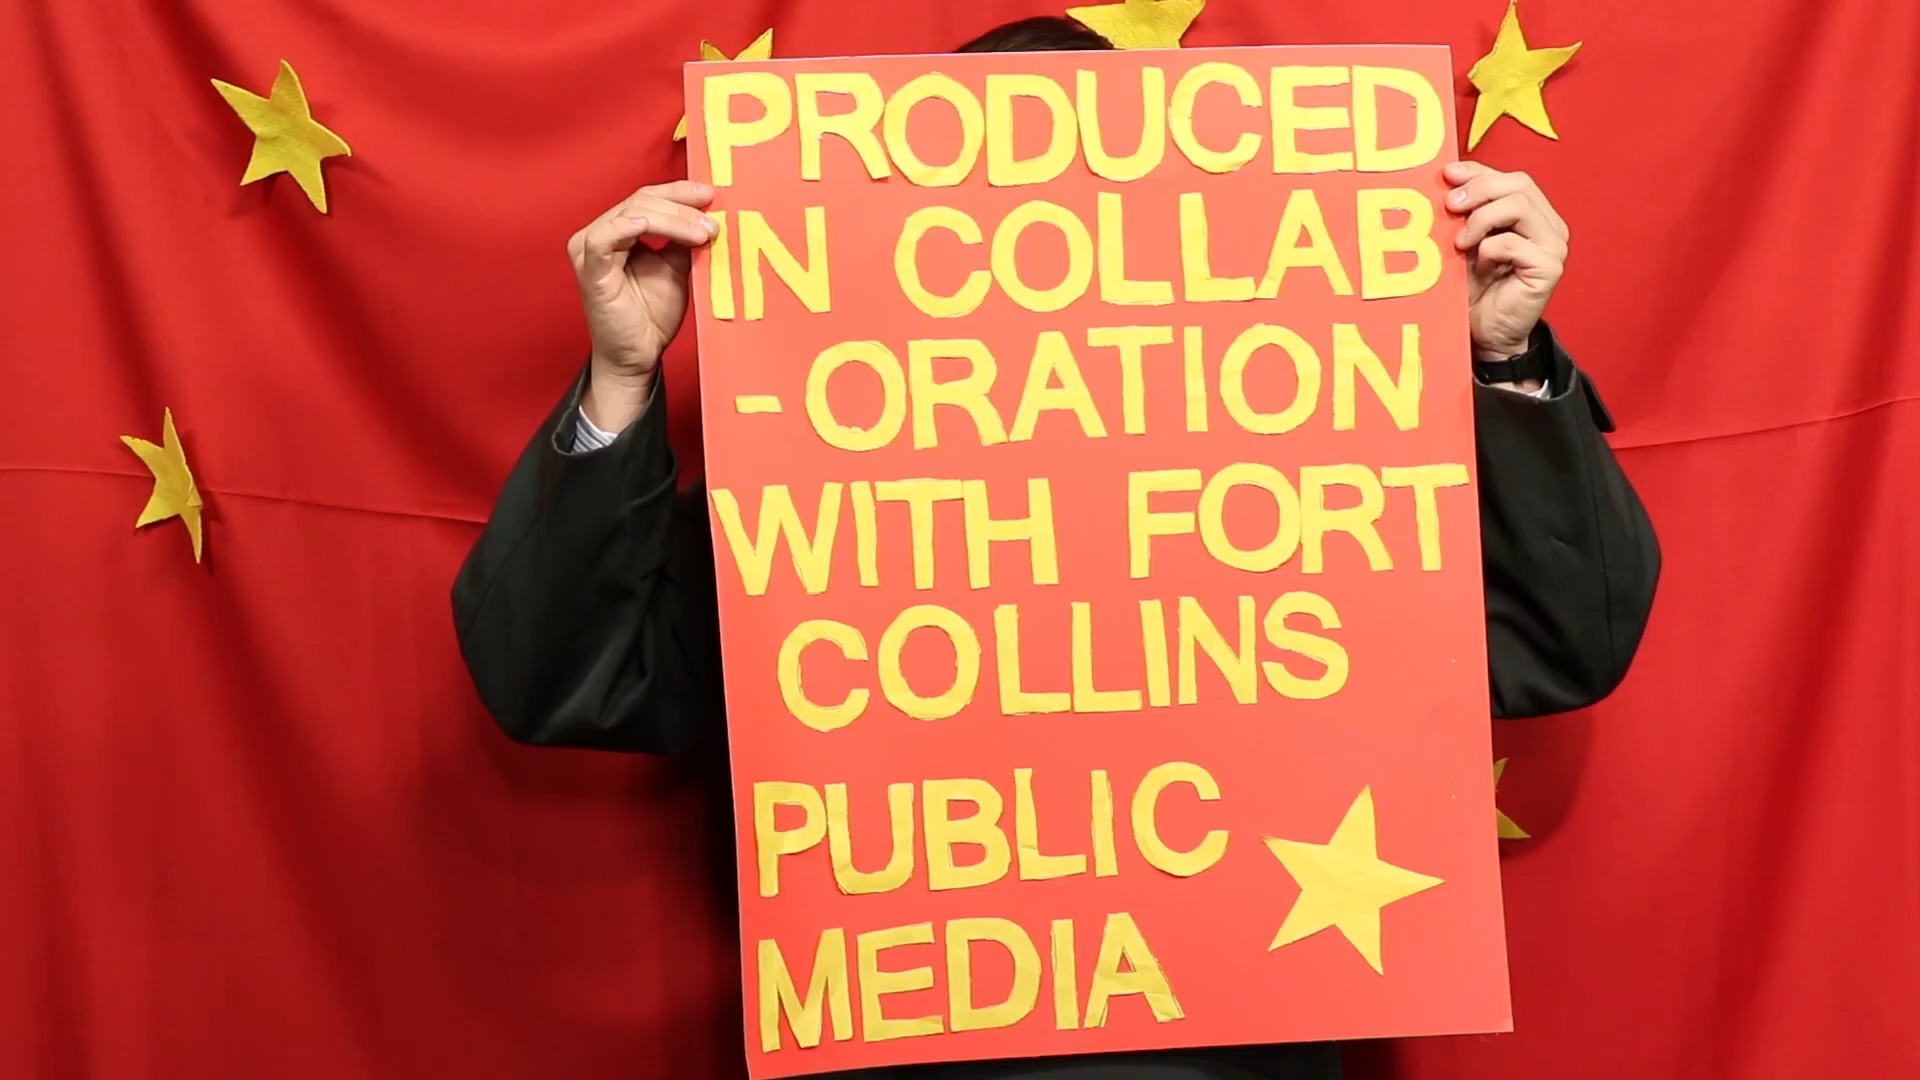 PRODUCED
IN COLLAB
-ORATION
WITH FORT
COLLINS
PUBLIC
MEDIA